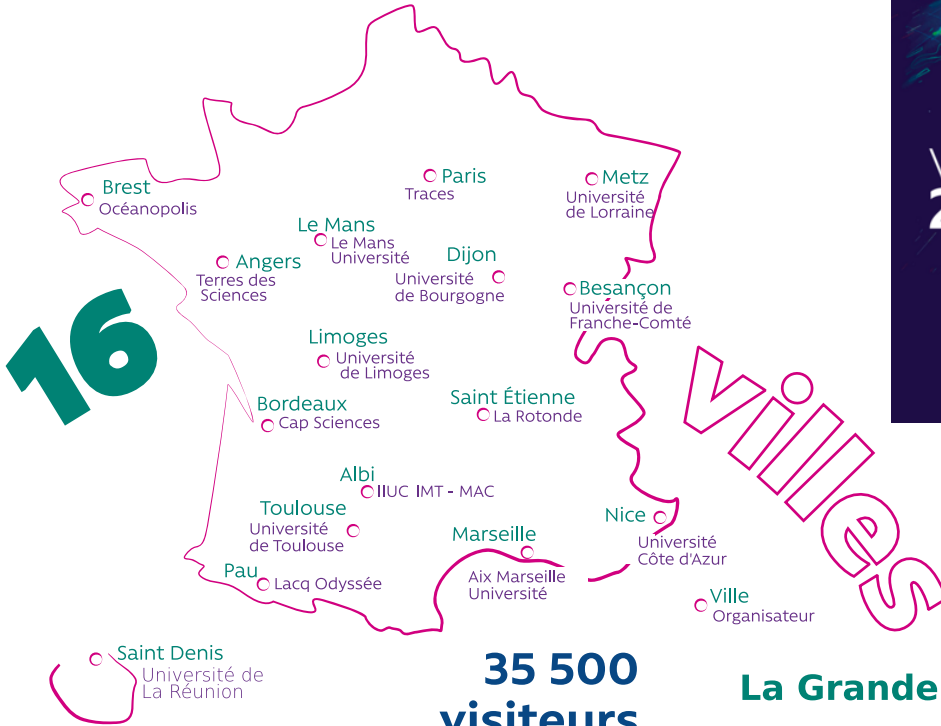 Paris
Traces
Metz
Université
de Lorraine
Brest
Océanopolis
Le Mans
Le Mans
Université
Angers
Terres des
Sciences
Dijon
Université
de Bourgogne
Besançon
Université de
Franche-Comté
16
villes
Limoges
Université
de Limoges
Bordeaux
Cap Sciences
Saint Étienne
La Rotonde
Albi
IIUC IMT - MAC
Toulouse
Université
de Toulouse
Marseille
Aix Marseille
Université
Nice
Université
Côte d'Azur
Pau
Lacq Odyssée
Ville
Organisateur
Saint Denis
Université de
La Réunion
35 500
visiteurs
La Grande